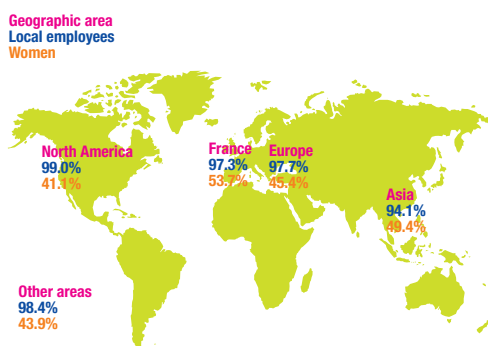 Geographic area
Local employees
Women
North America
99.0%
41.1%
France
97.3%
53.7%
Europe
97.7%
45.4%
Asia
94.1%
49.4%
Other areas
98.4%
43.9%